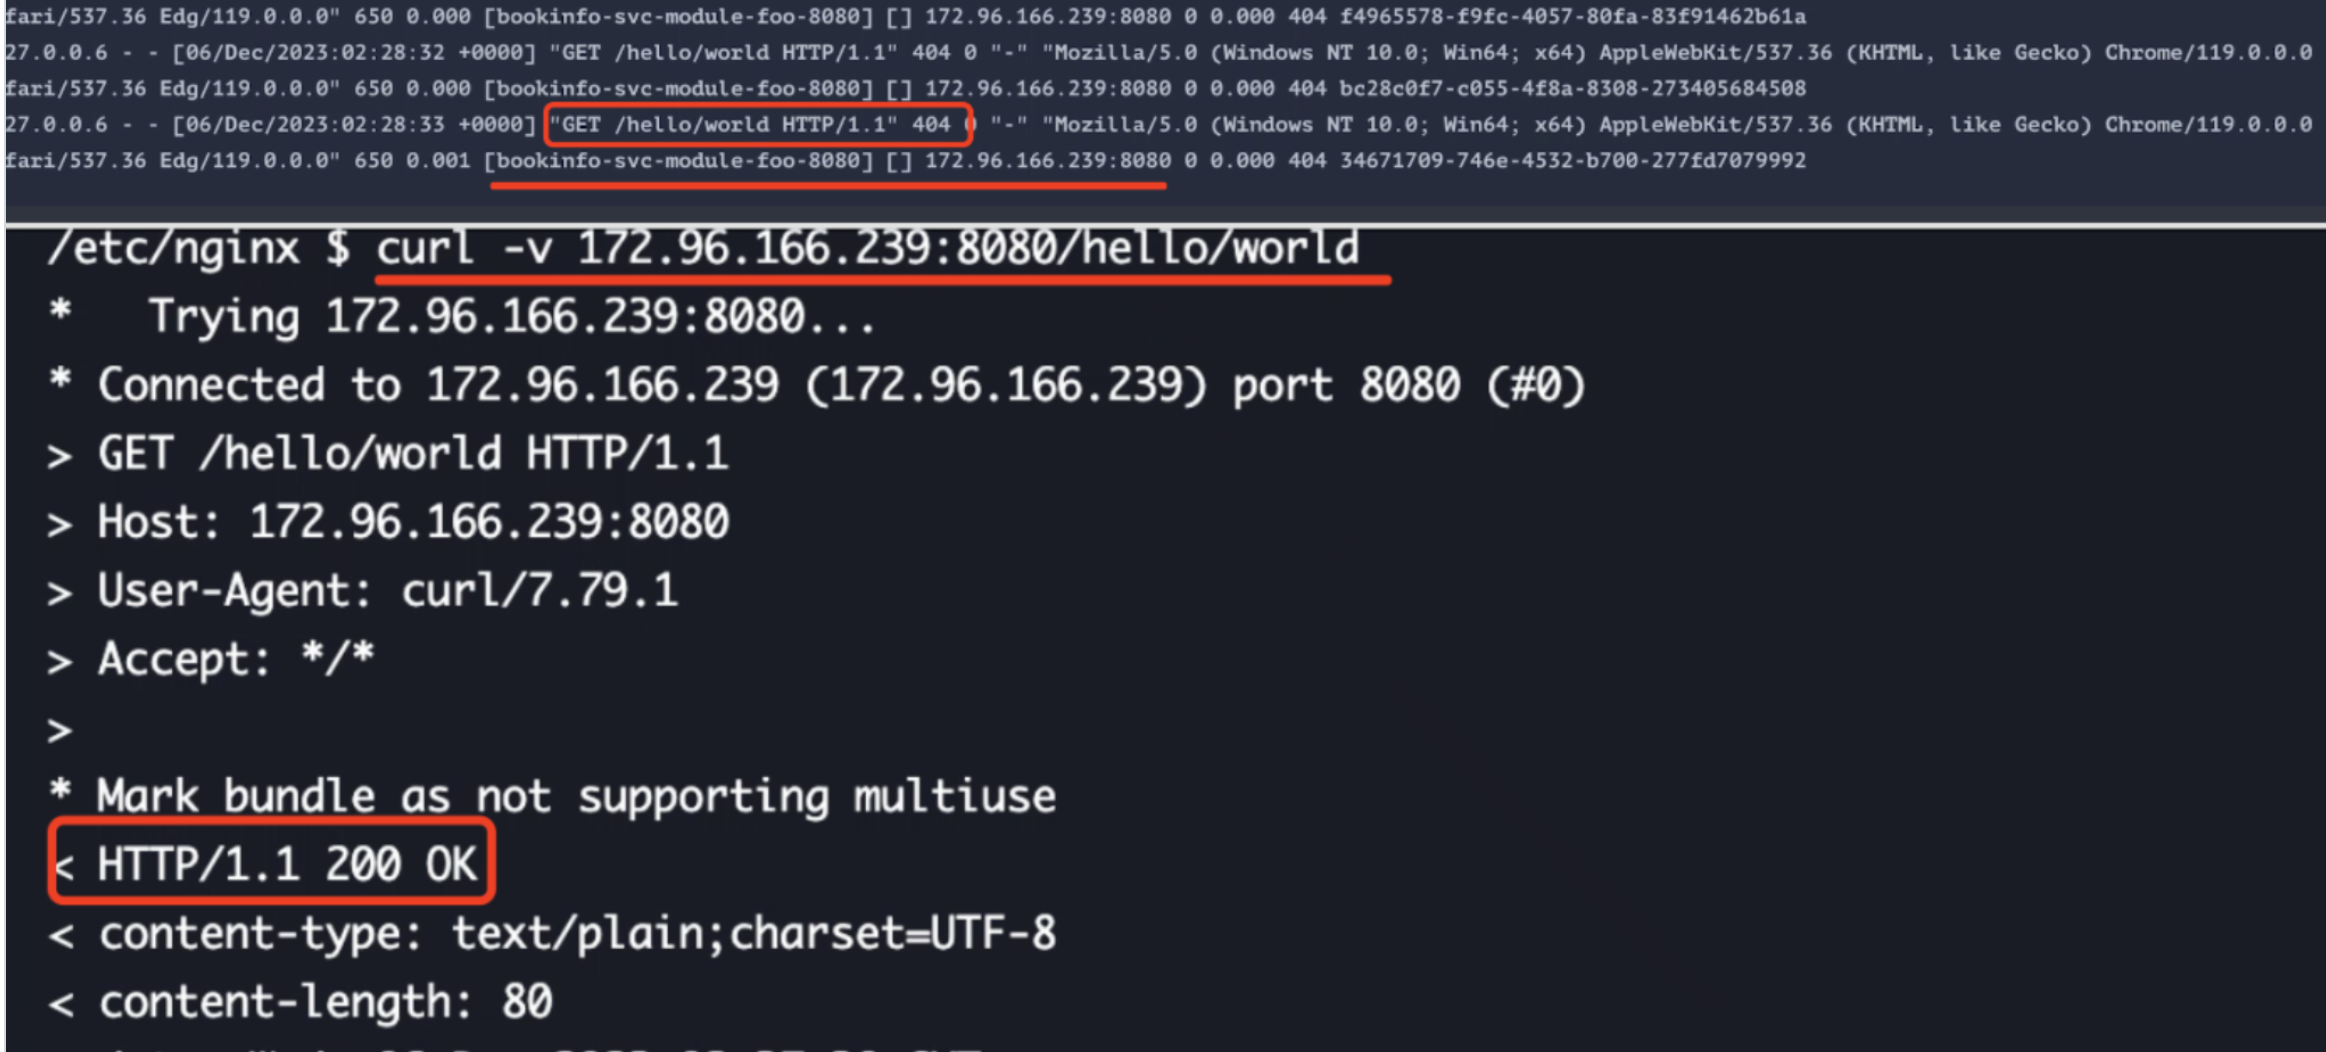 fari/537.36 Edg/119.0.0.0" 650 0.000 [bookinfo-svc-module-foo-8080] [] 172.96.166.239:8080 0 0.000 404 f4965578-f9fc-4057-80fa-83f91462b61a
27.0.0.6 - - [06/Dec/2023:02:28:32 +0000] "GET /hello/world HTTP/1.1" 404 0 "-" "Mozilla/5.0 (Windows NT 10.0; Win64; x64) AppleWebKit/537.36 (KHTML, like Gecko) Chrome/119.0.0.0
fari/537.36 Edg/119.0.0.0" 650 0.000 [bookinfo-svc-module-foo-8080] [] 172.96.166.239:8080 0 0.000 404 bc28c0f7-c055-4f8a-8308-273405684508
27.0.0.6 - - [06/Dec/2023:02:28:33 +0000] "GET /hello/world HTTP/1.1" 404 0 "-" "Mozilla/5.0 (Windows NT 10.0; Win64; x64) AppleWebKit/537.36 (KHTML, like Gecko) Chrome/119.0.0.0
fari/537.36 Edg/119.0.0.0" 650 0.001 [bookinfo-svc-module-foo-8080] [] 172.96.166.239:8080 0 0.000 404 34671709-746e-4532-b700-277fd7079992
/etc/nginx $ curl -v 172.96.166.239:8080/hello/world
*   Trying 172.96.166.239:8080...
* Connected to 172.96.166.239 (172.96.166.239) port 8080 (#0)
> GET /hello/world HTTP/1.1
> Host: 172.96.166.239:8080
> User-Agent: curl/7.79.1
> Accept: */*
>
* Mark bundle as not supporting multiuse
< HTTP/1.1 200 OK
< content-type: text/plain;charset=UTF-8
< content-length: 80